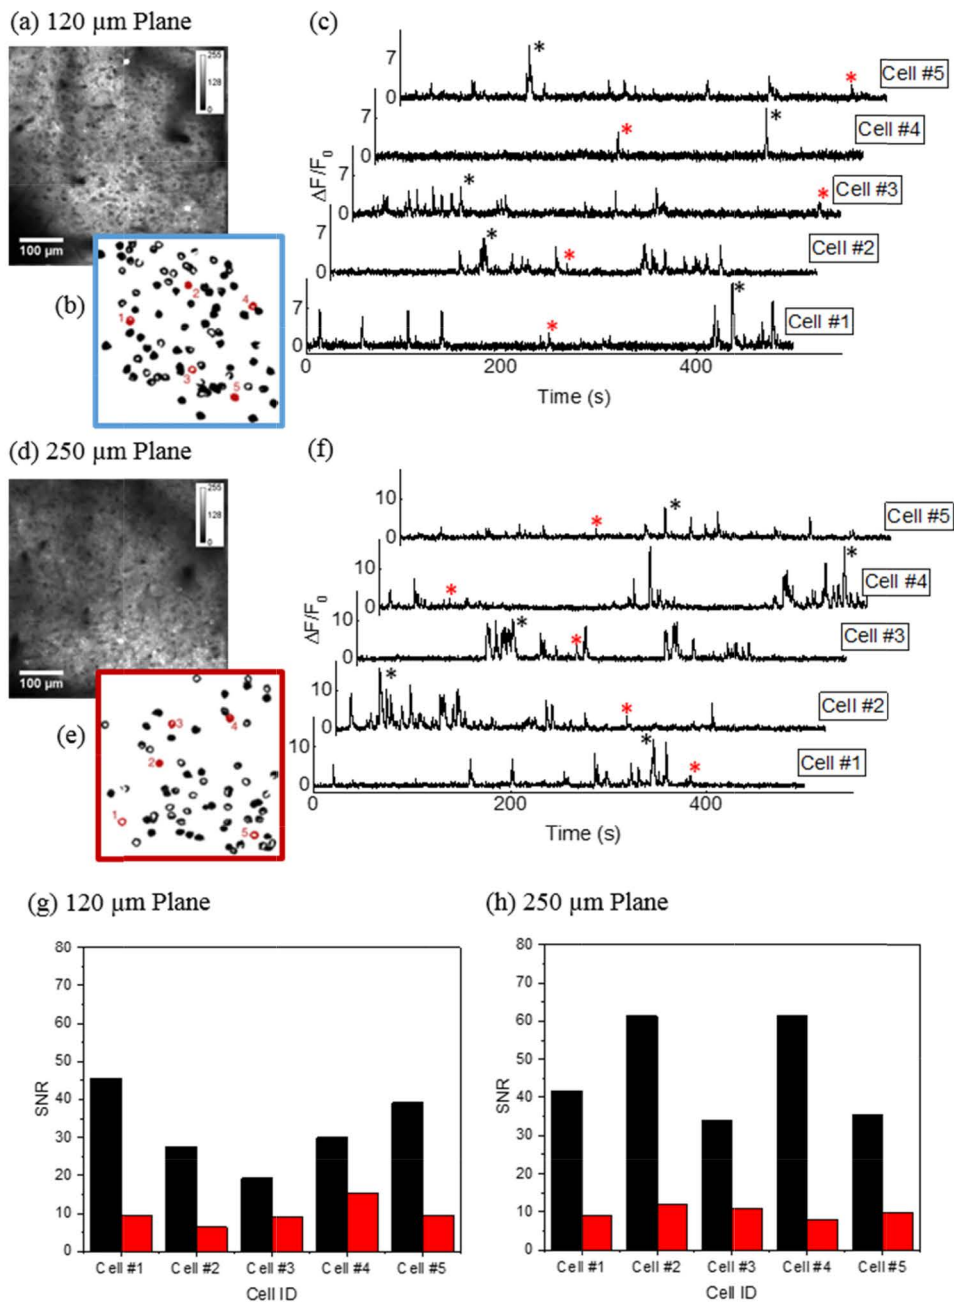 (a) 120 µm Plane
255
128
0
100 µm
(b)
1
2
3
4
5
(c)
7
0
*
*
Cell #5
7
0
*
*
Cell #4
7
0
*
*
Cell #3
7
0
*
*
Cell #2
7
0
*
*
Cell #1
ΔF/F0
0
200
400
Time (s)
(d) 250 µm Plane
255
128
0
100 µm
(e)
1
2
3
4
5
(f)
10
0
*
*
Cell #5
10
0
*
*
Cell #4
10
0
*
*
Cell #3
10
0
*
*
Cell #2
10
0
*
*
Cell #1
ΔF/F0
0
200
400
Time (s)
(g) 120 µm Plane
80
70
60
50
40
30
20
10
0
SNR
Cell #1 Cell #2 Cell #3 Cell #4 Cell #5
Cell ID
(h) 250 µm Plane
80
70
60
50
40
30
20
10
0
SNR
Cell #1 Cell #2 Cell #3 Cell #4 Cell #5
Cell ID